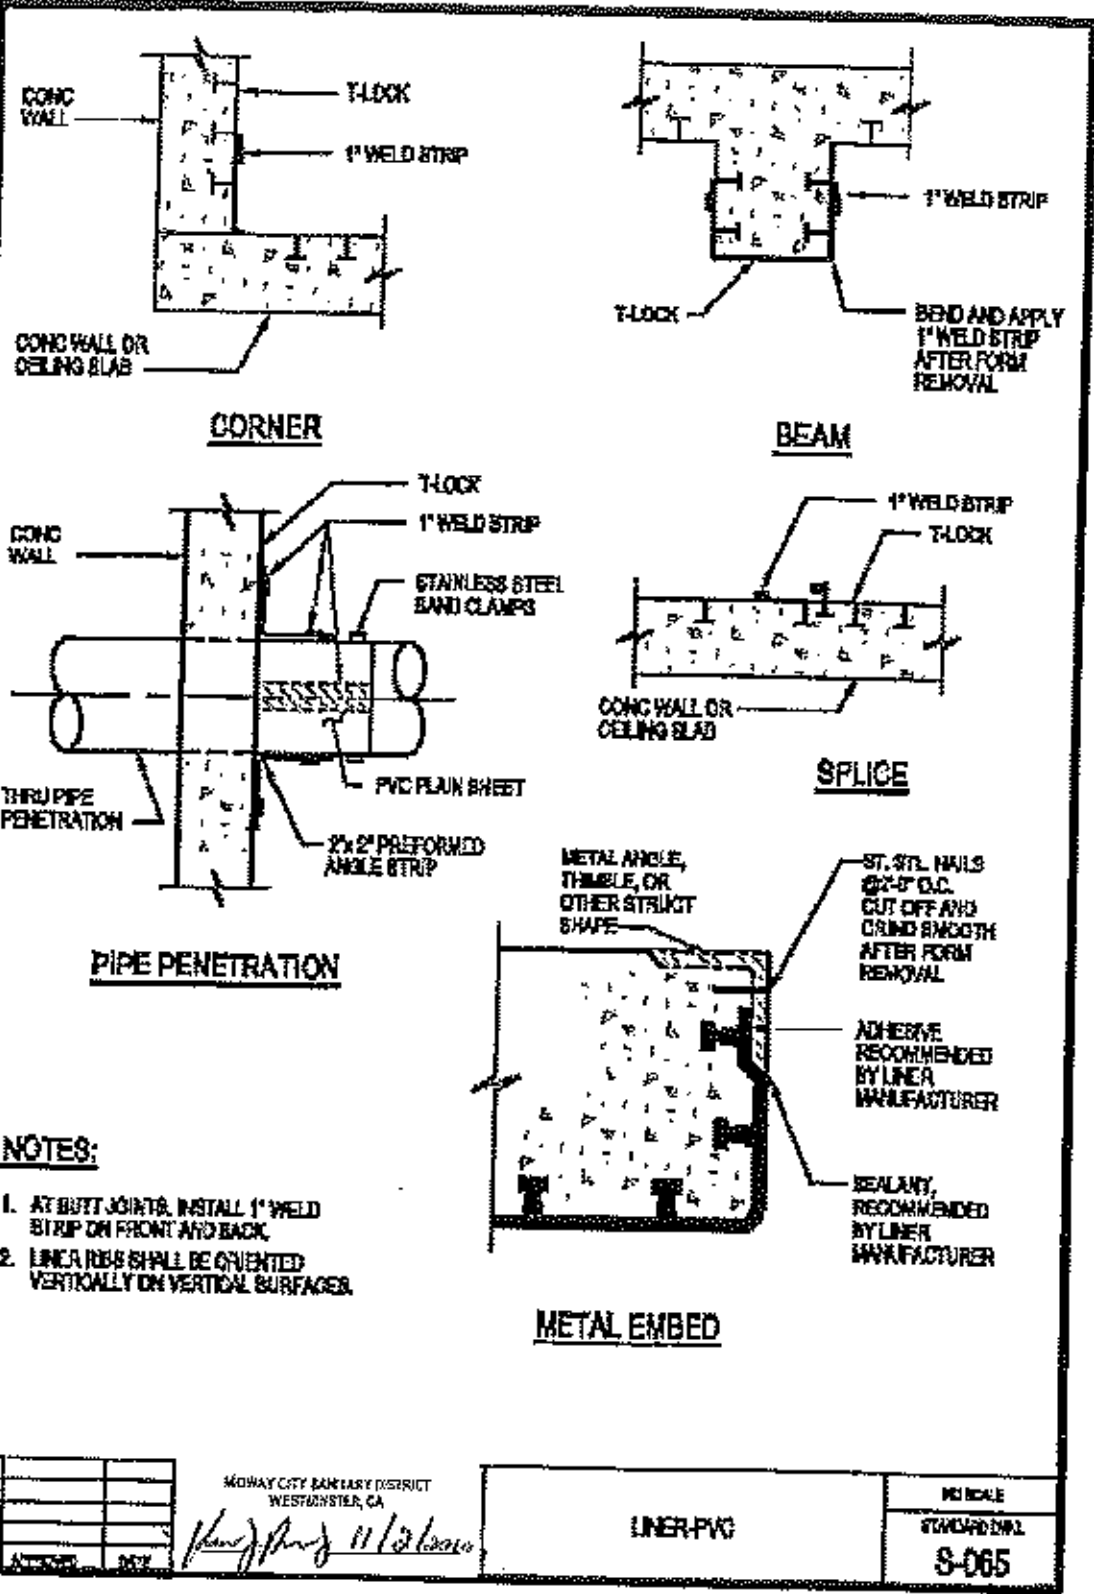 CONC
WALL
T-LOCK
1" WELD STRIP
CONC WALL OR
CEILING SLAB
CORNER
1" WELD STRIP
T-LOCK
BEND AND APPLY
1" WELD STRIP
AFTER FORM
REMOVAL
BEAM
T-LOCK
1" WELD STRIP
CONC
WALL
STAINLESS STEEL
BAND CLAMPS
PVC PLAIN SHEET
THRU PIPE
PENETRATION
2"x 2" PREFORMED
ANGLE STRIP
PIPE PENETRATION
1" WELD STRIP
T-LOCK
CONC WALL OR
CEILING SLAB
SPLICE
METAL ANGLE,
THIMBLE, OR
OTHER STRUCT
SHAPE
ST. STL. NAILS
O.C.
CUT OFF AND
GRIND SMOOTH
AFTER FORM
REMOVAL
ADHESIVE
RECOMMENDED
BY LINER
MANUFACTURER
SEALANT,
RECOMMENDED
BY LINER
MANUFACTURER
METAL EMBED
NOTES:
1. AT BUTT JOINTS, INSTALL 1" WELD
STRIP ON FRONT AND BACK.
2. LINER RIBS SHALL BE ORIENTED
VERTICALLY ON VERTICAL SURFACES.
APPROVED DATE
MIDWAY CITY SANITARY DISTRICT
WESTMINSTER, CA
11/2/2010
LINER-PVC
NO SCALE
STANDARD DWG.
S-065